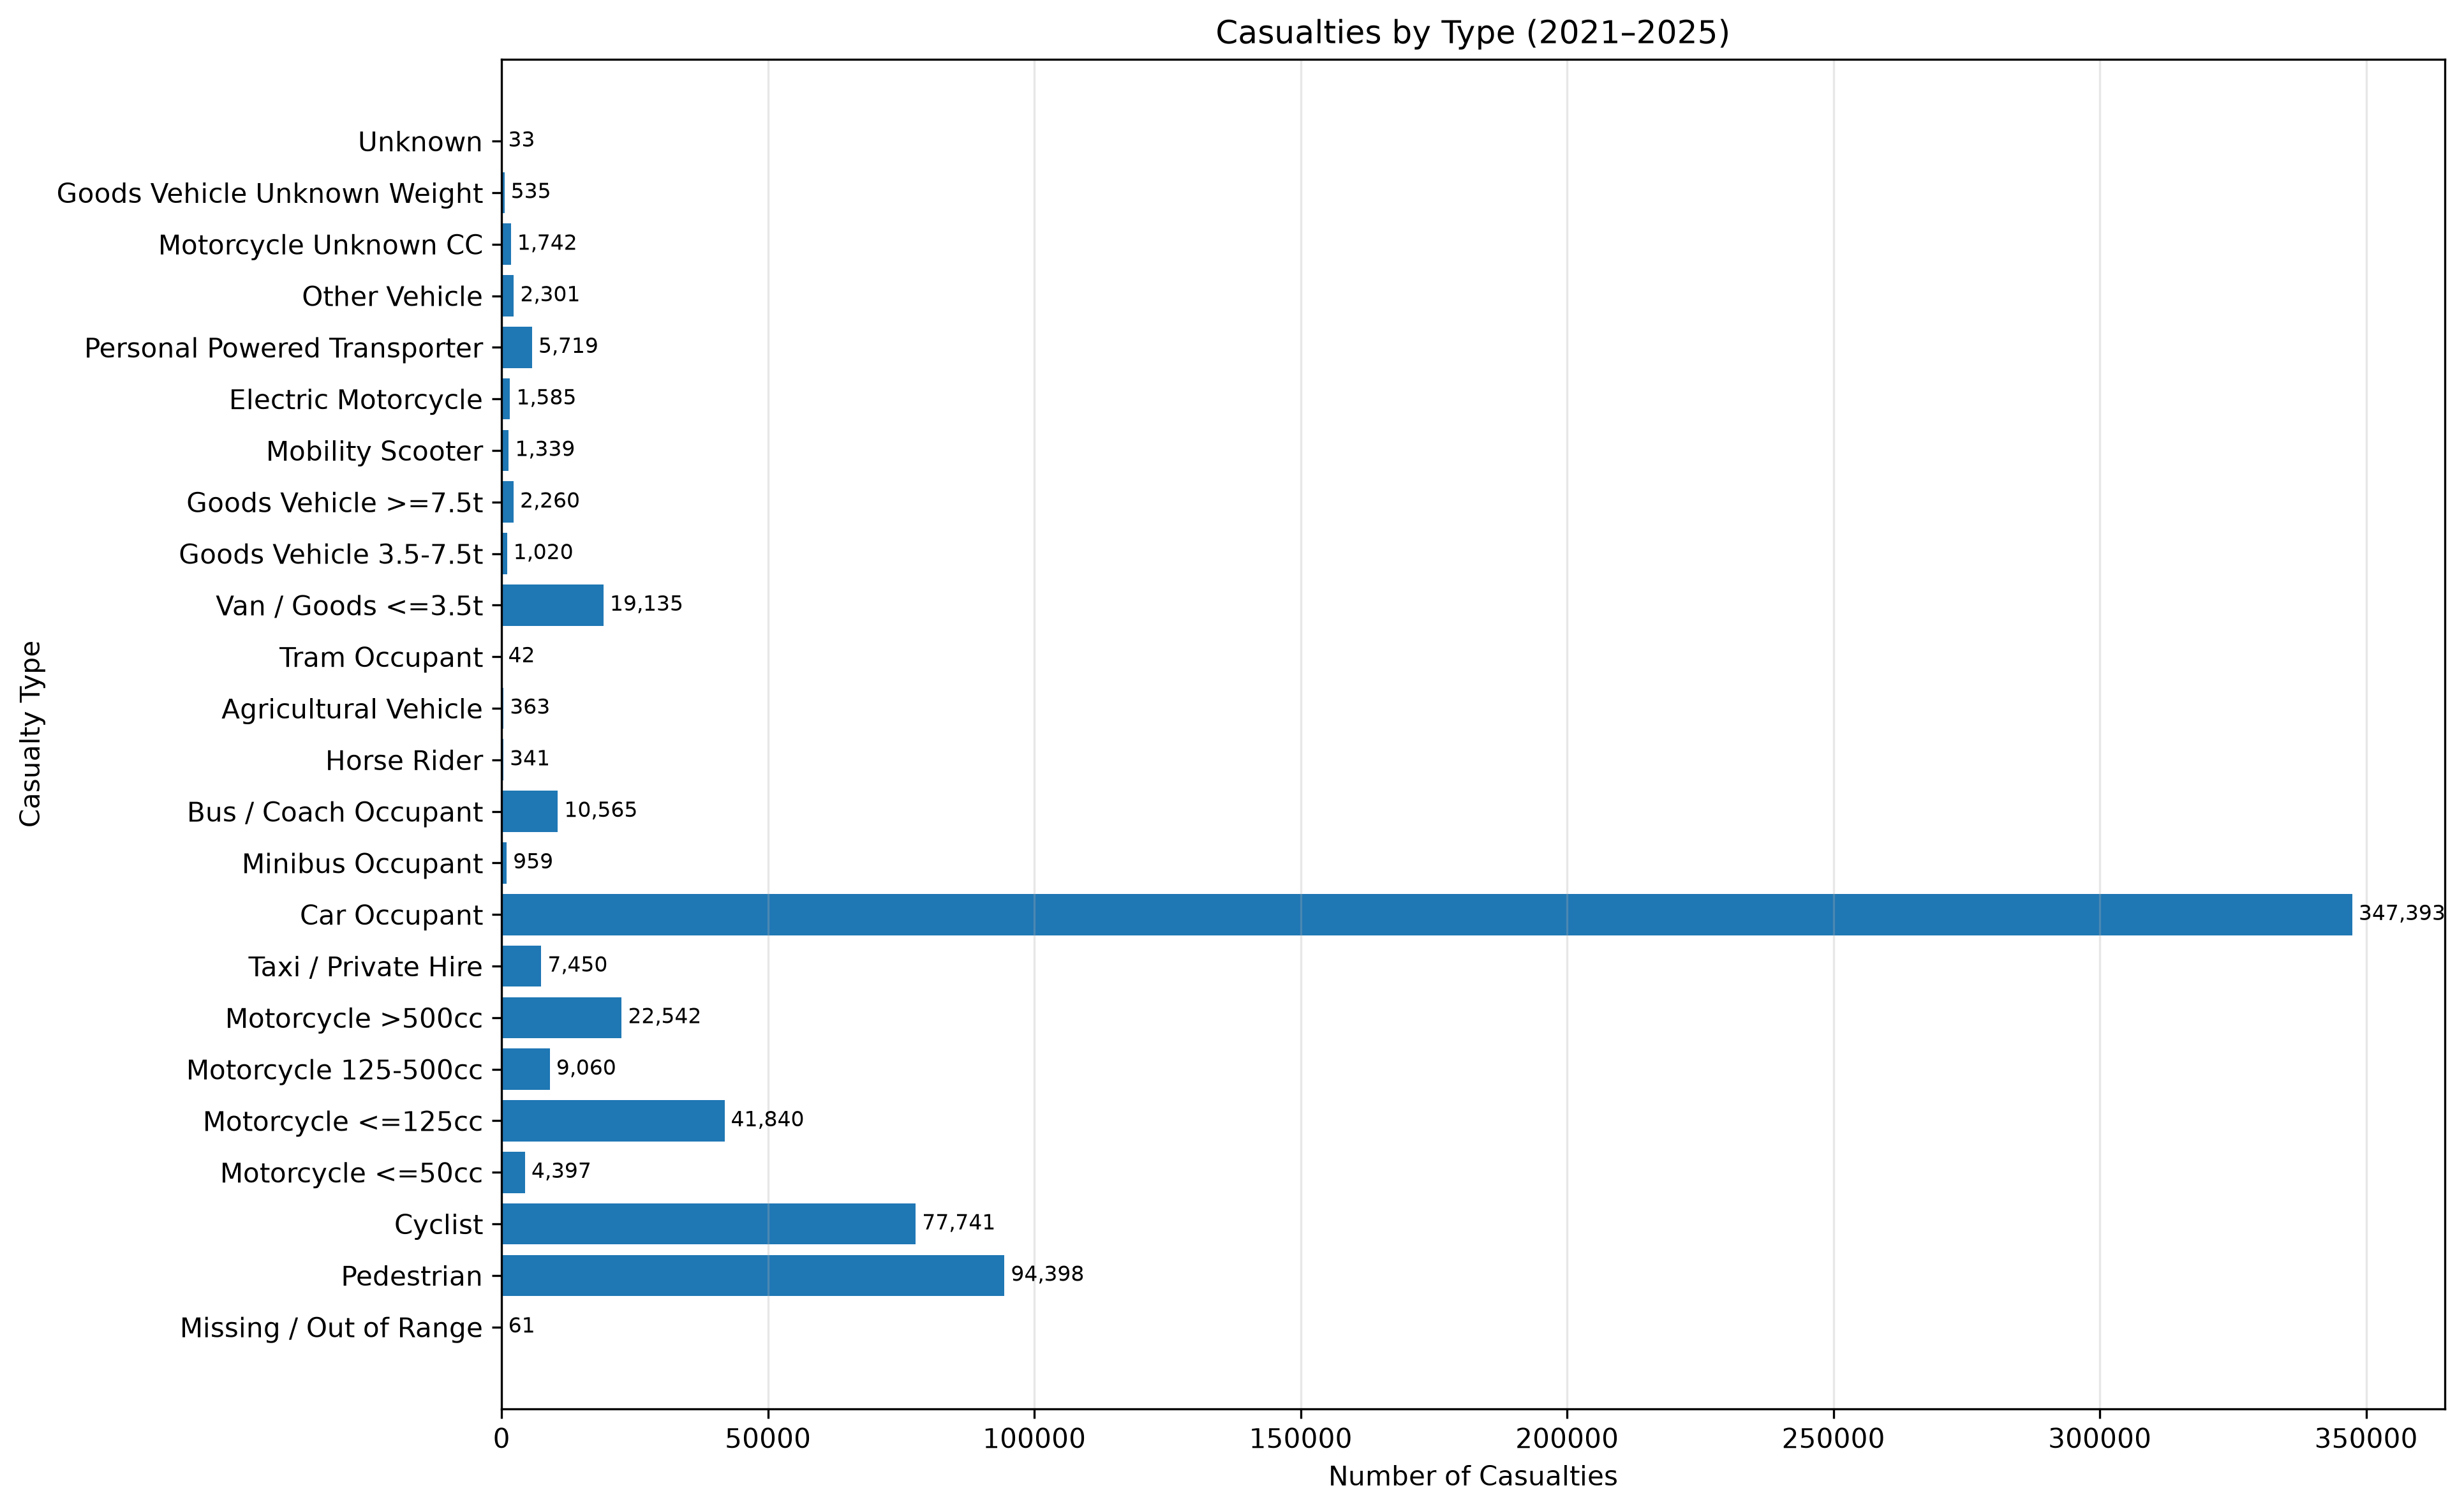 Casualties by Type (2021–2025)
Casualty Type
Unknown 33
Goods Vehicle Unknown Weight 535
Motorcycle Unknown CC 1,742
Other Vehicle 2,301
Personal Powered Transporter 5,719
Electric Motorcycle 1,585
Mobility Scooter 1,339
Goods Vehicle >=7.5t 2,260
Goods Vehicle 3.5-7.5t 1,020
Van / Goods <=3.5t 19,135
Tram Occupant 42
Agricultural Vehicle 363
Horse Rider 341
Bus / Coach Occupant 10,565
Minibus Occupant 959
Car Occupant 347,393
Taxi / Private Hire 7,450
Motorcycle >500cc 22,542
Motorcycle 125-500cc 9,060
Motorcycle <=125cc 41,840
Motorcycle <=50cc 4,397
Cyclist 77,741
Pedestrian 94,398
Missing / Out of Range 61
0 50000 100000 150000 200000 250000 300000 350000
Number of Casualties